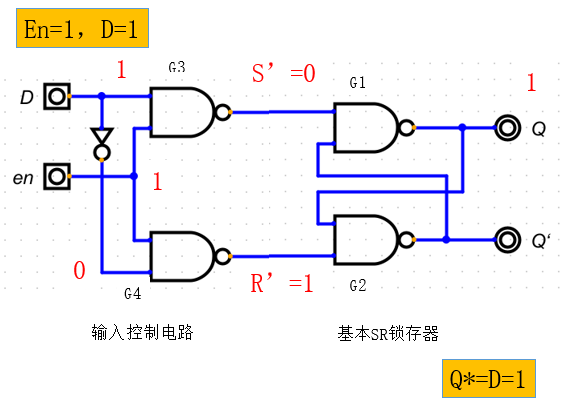 En=1, D=1
1
G3
S’=0
G1
1
D
Q
en
1
0
G4
R’=1
G2
Q‘
输入控制电路
基本SR锁存器
Q*=D=1